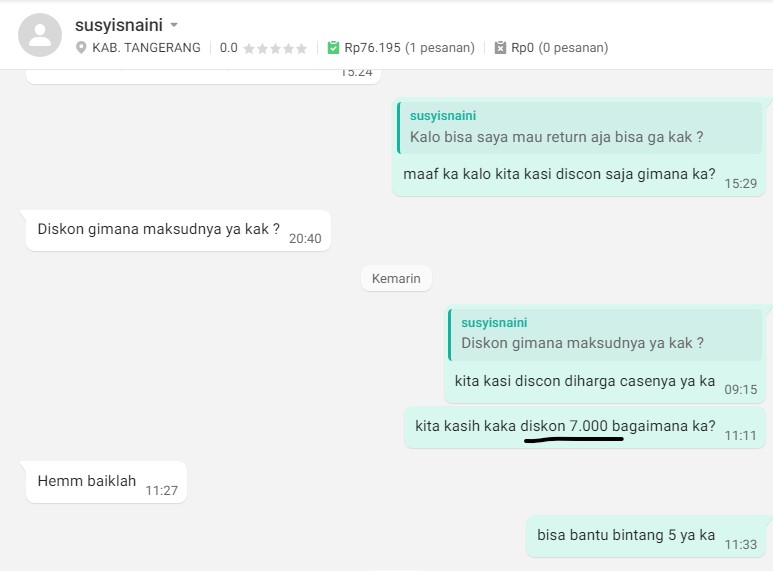 susyisnaini
KAB. TANGERANG 0.0 Rp76.195 (1 pesanan) Rp0 (0 pesanan)
15:24
susyisnaini
Kalo bisa saya mau return aja bisa ga kak ?
maaf ka kalo kita kasi discon saja gimana ka?
15:29
Diskon gimana maksudnya ya kak ?
20:40
Kemarin
susyisnaini
Diskon gimana maksudnya ya kak ?
kita kasi discon diharga casenya ya ka
09:15
kita kasih kaka diskon 7.000 bagaimana ka?
11:11
Hemm baiklah
11:27
bisa bantu bintang 5 ya ka
11:33